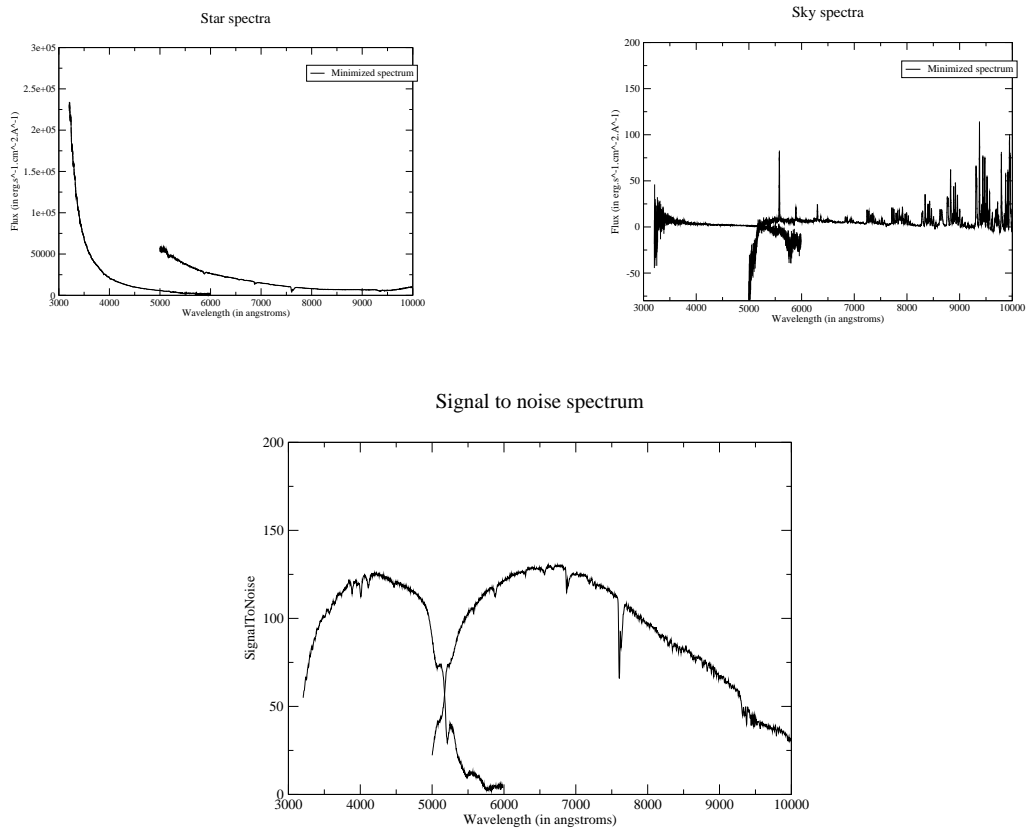 Star spectra
3e+05
2.5e+05
2e+05
1.5e+05
1e+05
50000
0
Flux (in erg.s^-1.cm^-2.A^-1)
Minimized spectrum
3000 4000 5000 6000 7000 8000 9000 10000
Wavelength (in angstroms)
Sky spectra
200
150
100
50
0
-50
Flux (in erg.s^-1.cm^-2.A^-1)
Minimized spectrum
3000 4000 5000 6000 7000 8000 9000 10000
Wavelength (in angstroms)
Signal to noise spectrum
200
150
100
50
0
SignalToNoise
3000 4000 5000 6000 7000 8000 9000 10000
Wavelength (in angstroms)